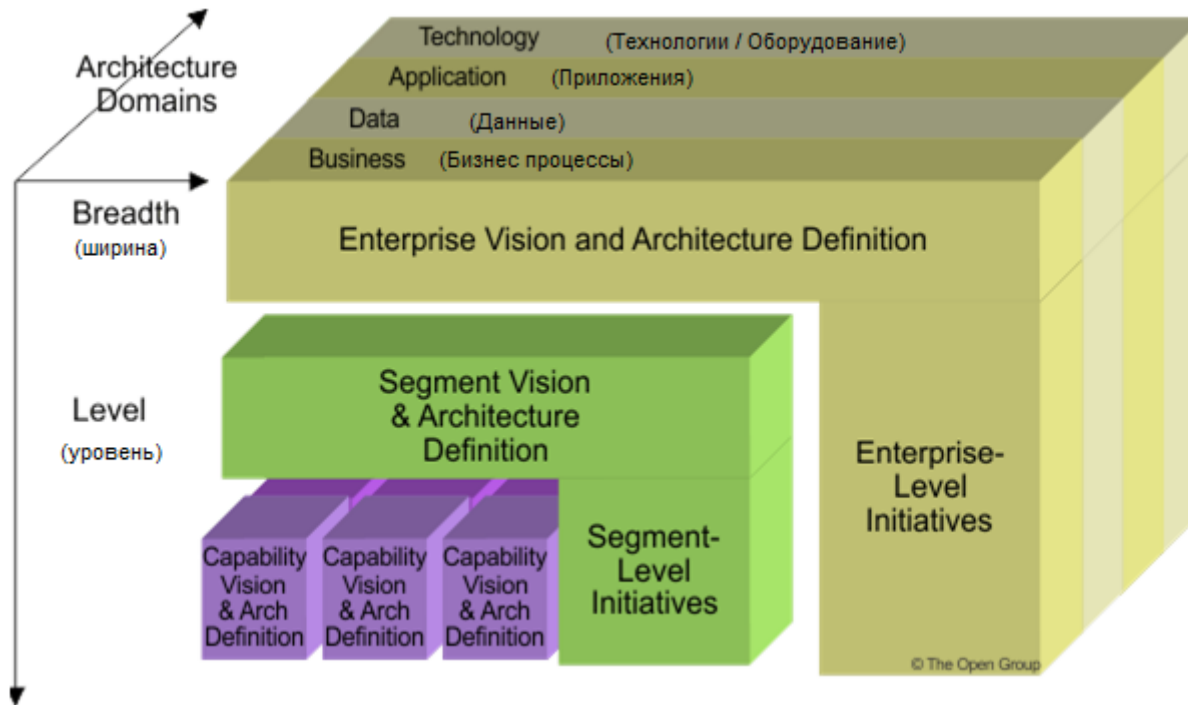 Technology (Технологии / Оборудование)
Architecture
Domains
Application (Приложения)
Data (Данные)
Business (Бизнес процессы)
Breadth
(ширина)
Enterprise Vision and Architecture Definition
Level
(уровень)
Segment Vision
& Architecture
Definition
Enterprise-
Level
Initiatives
Segment-
Level
Initiatives
Capability
Vision
& Arch
Definition
Capability
Vision
& Arch
Definition
Capability
Vision
& Arch
Definition
© The Open Group